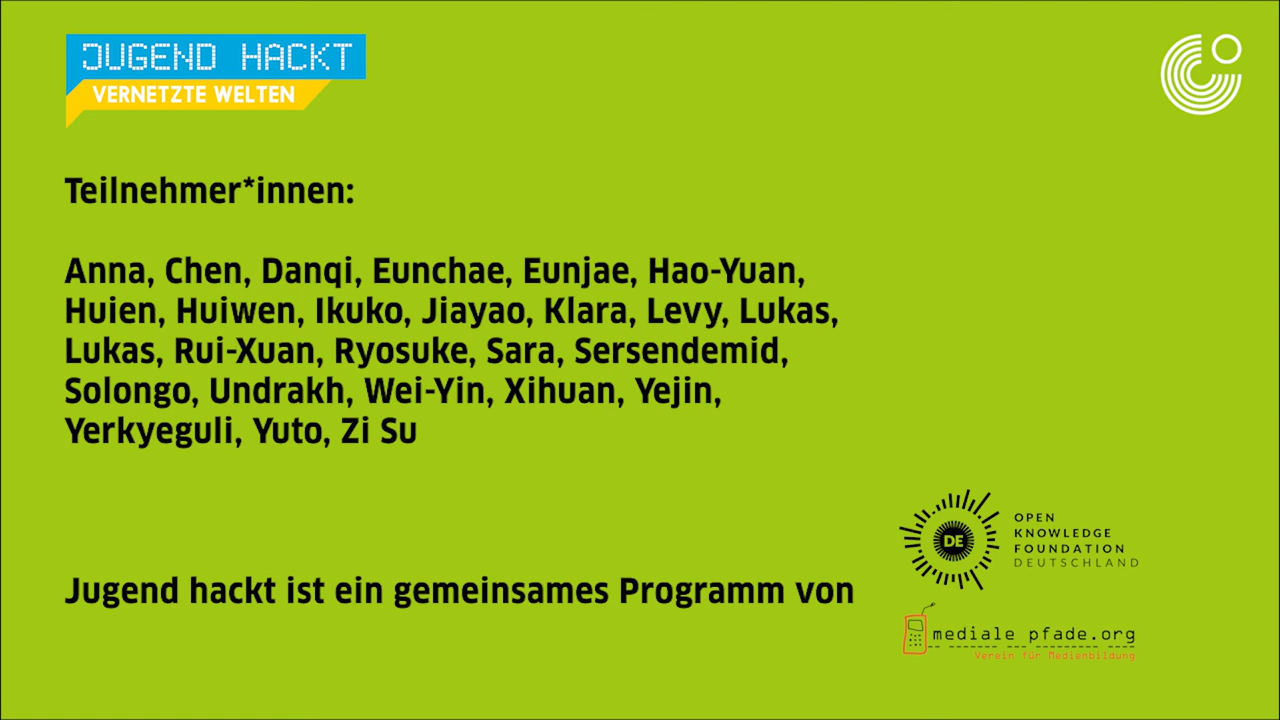 JUGEND HACKT
VERNETZTE WELTEN
Teilnehmer*innen:
Anna, Chen, Danqi, Eunchae, Eunjae, Hao-Yuan,
Huien, Huiwen, Ikuko, Jiayao, Klara, Levy, Lukas,
Lukas, Rui-Xuan, Ryosuke, Sara, Sersendemid,
Solongo, Undrakh, Wei-Yin, Xihuan, Yejin,
Yerkyeguli, Yuto, Zi Su
Jugend hackt ist ein gemeinsames Programm von
DE
OPEN
KNOWLEDGE
FOUNDATION
DEUTSCHLAND
mediale pfade.org
Verein für Medienbildung